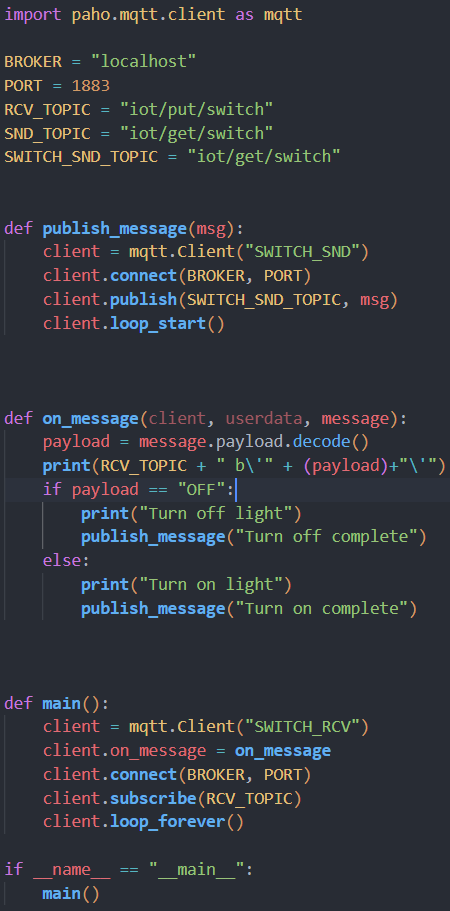 import paho.mqtt.client as mqtt
BROKER = "localhost"
PORT = 1883
RCV_TOPIC = "iot/put/switch"
SND_TOPIC = "iot/get/switch"
SWITCH_SND_TOPIC = "iot/get/switch"
def publish_message(msg):
    client = mqtt.Client("SWITCH_SND")
    client.connect(BROKER, PORT)
    client.publish(SWITCH_SND_TOPIC, msg)
    client.loop_start()
def on_message(client, userdata, message):
    payload = message.payload.decode()
    print(RCV_TOPIC + " b\'" + (payload)+"\'")
    if payload == "OFF":
        print("Turn off light")
        publish_message("Turn off complete")
    else:
        print("Turn on light")
        publish_message("Turn on complete")
def main():
    client = mqtt.Client("SWITCH_RCV")
    client.on_message = on_message
    client.connect(BROKER, PORT)
    client.subscribe(RCV_TOPIC)
    client.loop_forever()
if __name__ == "__main__":
    main()